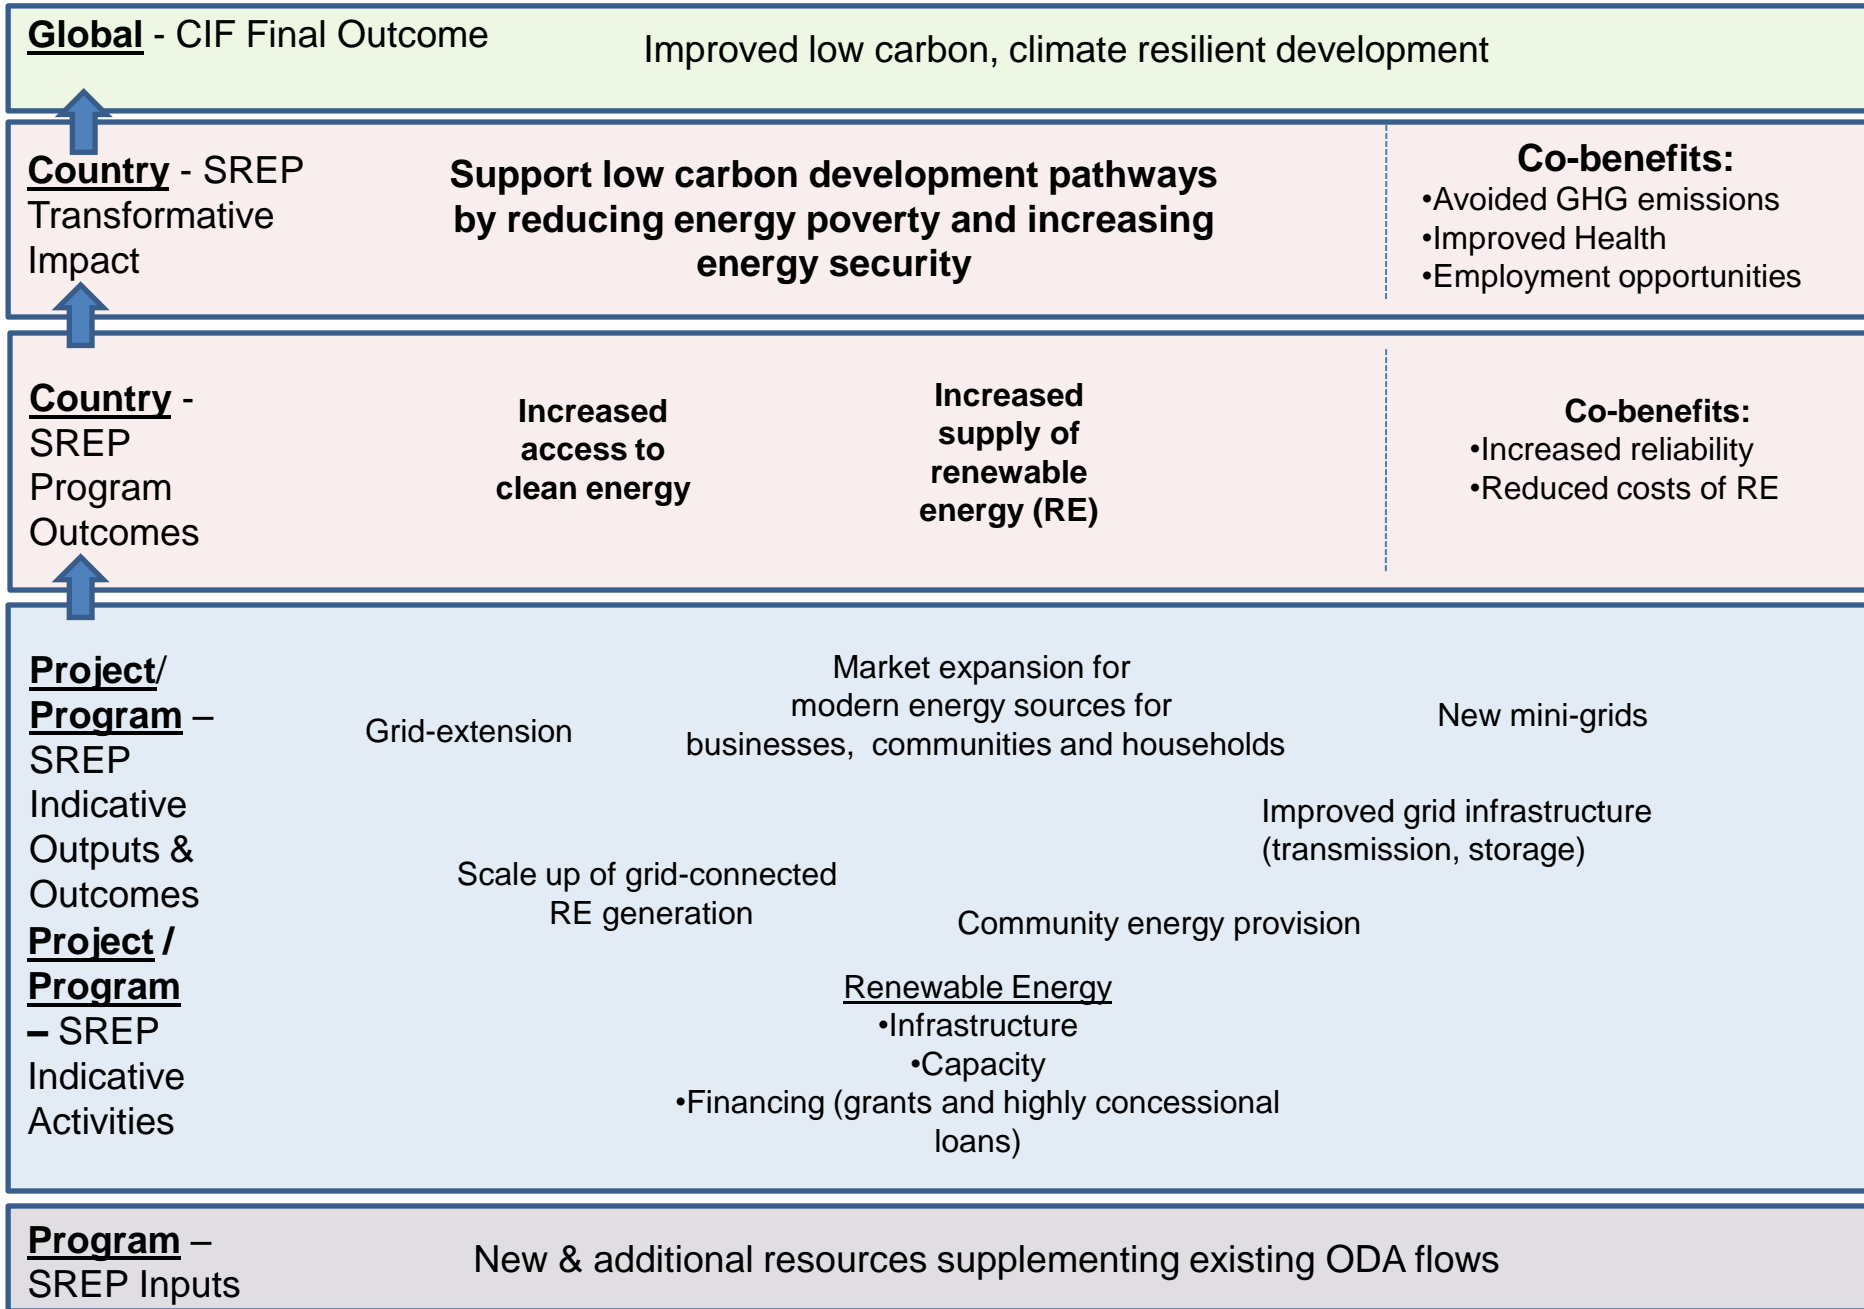 Global - CIF Final Outcome
Improved low carbon, climate resilient development
Country - SREP
Transformative
Impact
Support low carbon development pathways
by reducing energy poverty and increasing
energy security
Co-benefits:
•Avoided GHG emissions
•Improved Health
•Employment opportunities
Country -
SREP
Program
Outcomes
Increased
access to
clean energy
Increased
supply of
renewable
energy (RE)
Co-benefits:
•Increased reliability
•Reduced costs of RE
Project/
Program –
SREP
Indicative
Outputs &
Outcomes
Grid-extension
Market expansion for
modern energy sources for
businesses,  communities and households
New mini-grids
Improved grid infrastructure
(transmission, storage)
Scale up of grid-connected
RE generation
Community energy provision
Project /
Program
– SREP
Indicative
Activities
Renewable Energy
•Infrastructure
•Capacity
•Financing (grants and highly concessional
loans)
Program –
SREP Inputs
New & additional resources supplementing existing ODA flows